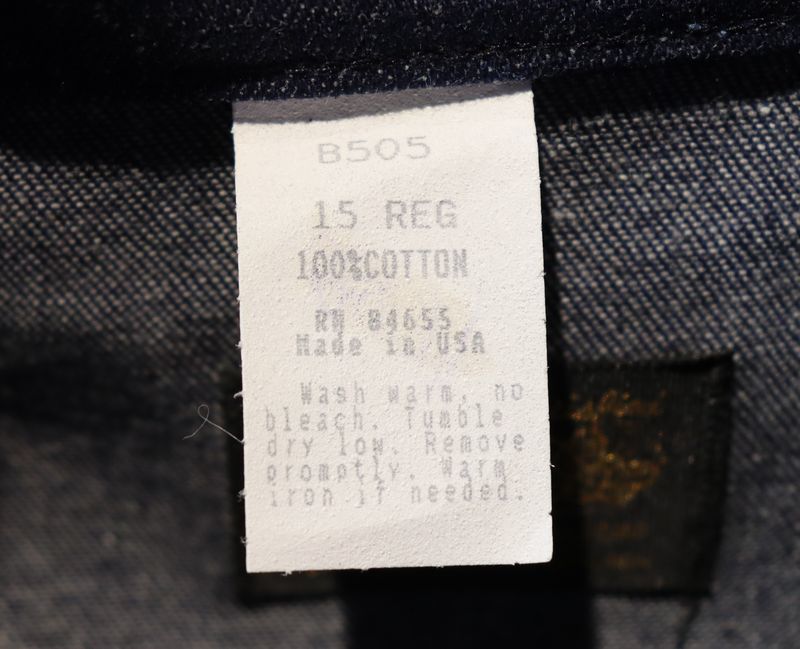 B505
15 REG
100%COTTON
RN 84655
Made in USA
Wash warm, no
bleach. Tumble
dry low. Remove
promptly. Warm
iron if needed.